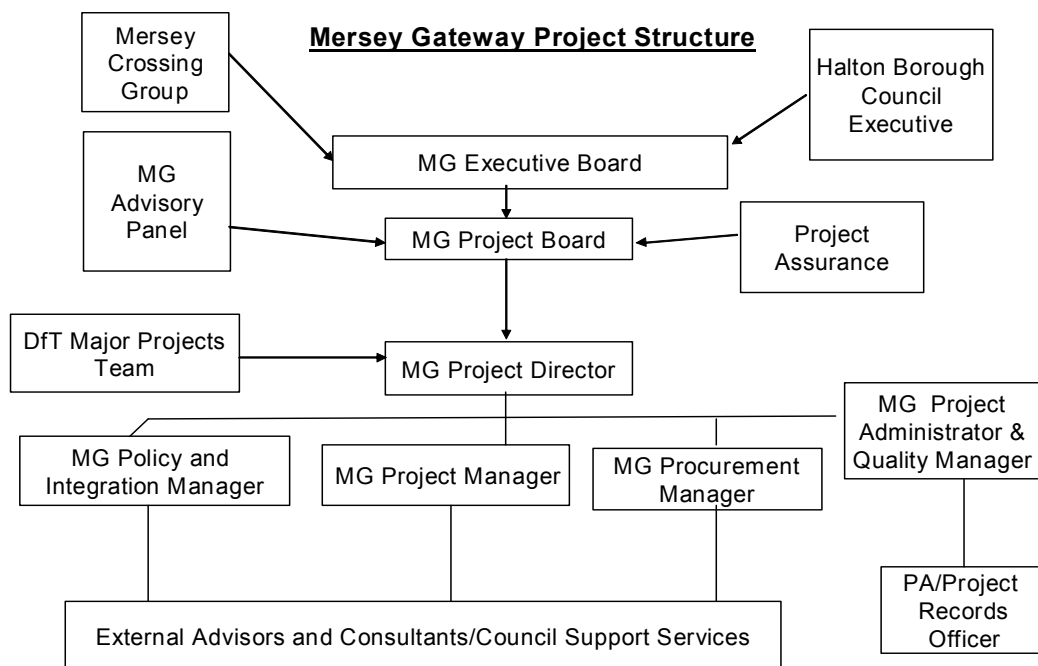 Mersey Gateway Project Structure
Mersey
Crossing
Group
Halton Borough
Council
Executive
MG Executive Board
MG
Advisory
Panel
MG Project Board
Project
Assurance
DfT Major Projects
Team
MG Project Director
MG Project
Administrator &
Quality Manager
MG Policy and
Integration Manager
MG Project Manager
MG Procurement
Manager
PA/Project
Records
Officer
External Advisors and Consultants/Council Support Services